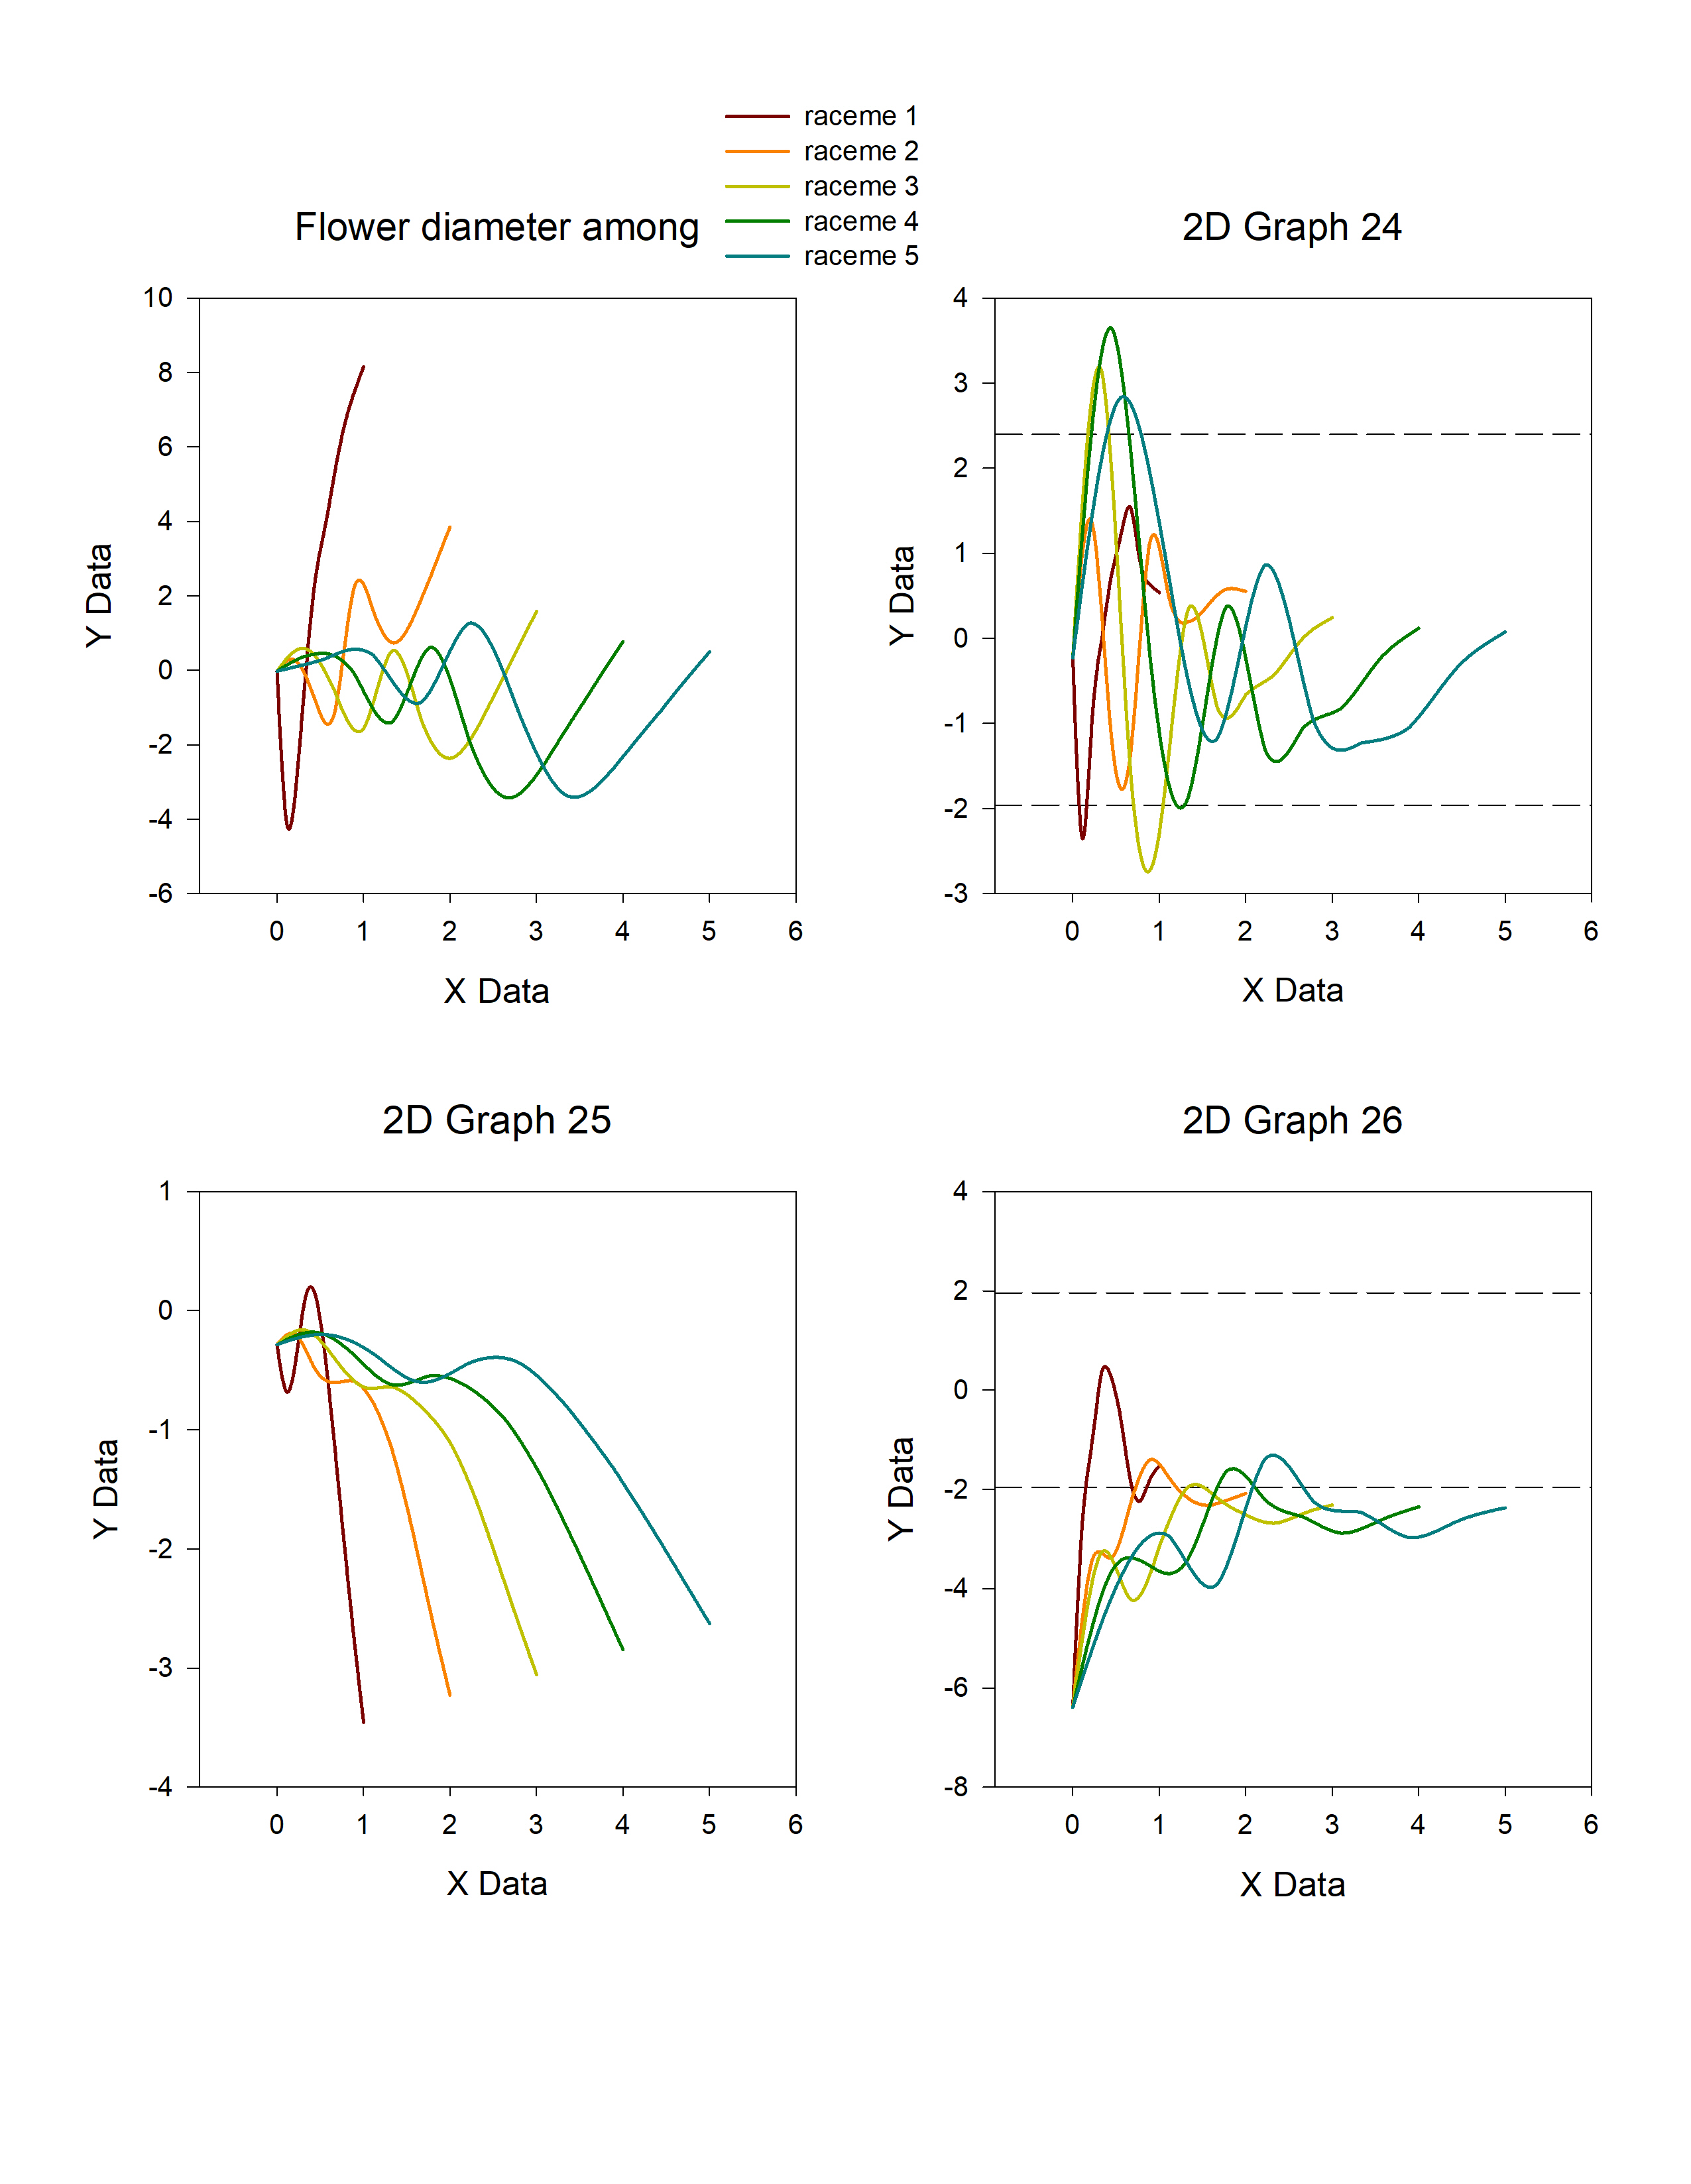 raceme 1
raceme 2
raceme 3
raceme 4
raceme 5
Flower diameter among
10
8
6
4
2
0
-2
-4
-6
Y Data
0 1 2 3 4 5 6
X Data
2D Graph 24
4
3
2
1
0
-1
-2
-3
Y Data
0 1 2 3 4 5 6
X Data
2D Graph 25
1
0
-1
-2
-3
-4
Y Data
0 1 2 3 4 5 6
X Data
2D Graph 26
4
2
0
-2
-4
-6
-8
Y Data
0 1 2 3 4 5 6
X Data